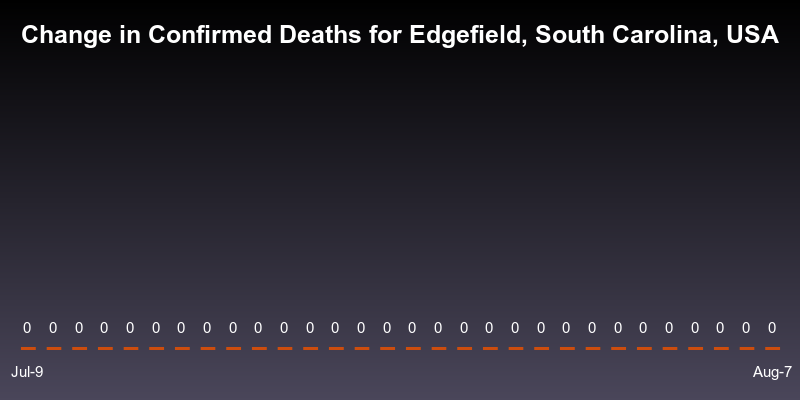 Change in Confirmed Deaths for Edgefield, South Carolina, USA
0 0 0 0 0 0 0 0 0 0 0 0 0 0 0 0 0 0 0 0 0 0 0 0 0 0 0 0 0 0
Jul-9 Aug-7